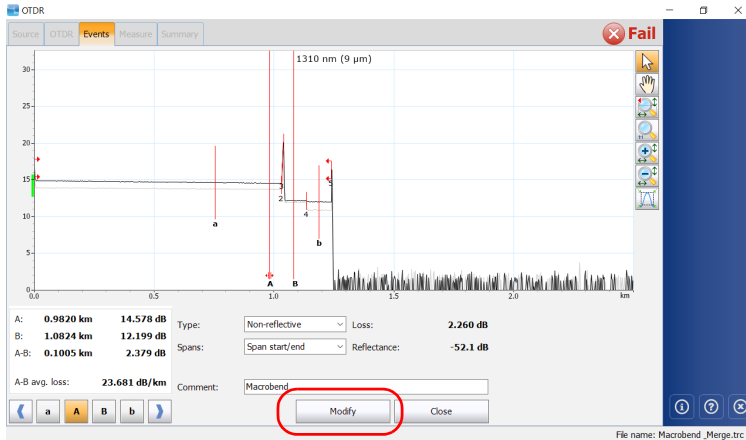 OTDR
Source OTDR Events Measure Summary
Fail
1310 nm (9 µm)
30
25
20
15
10
5
0
a
A
B
b
3
2
4
5
0.0 0.5 1.0 1.5 2.0 km
A: 0.9820 km 14.578 dB
B: 1.0824 km 12.199 dB
A-B: 0.1005 km 2.379 dB
A-B avg. loss: 23.681 dB/km
Type: Non-reflective Loss: 2.260 dB
Spans: Span start/end Reflectance: -52.1 dB
Comment: Macrobend
a A B b
Modify Close
File name: Macrobend _Merge.trc